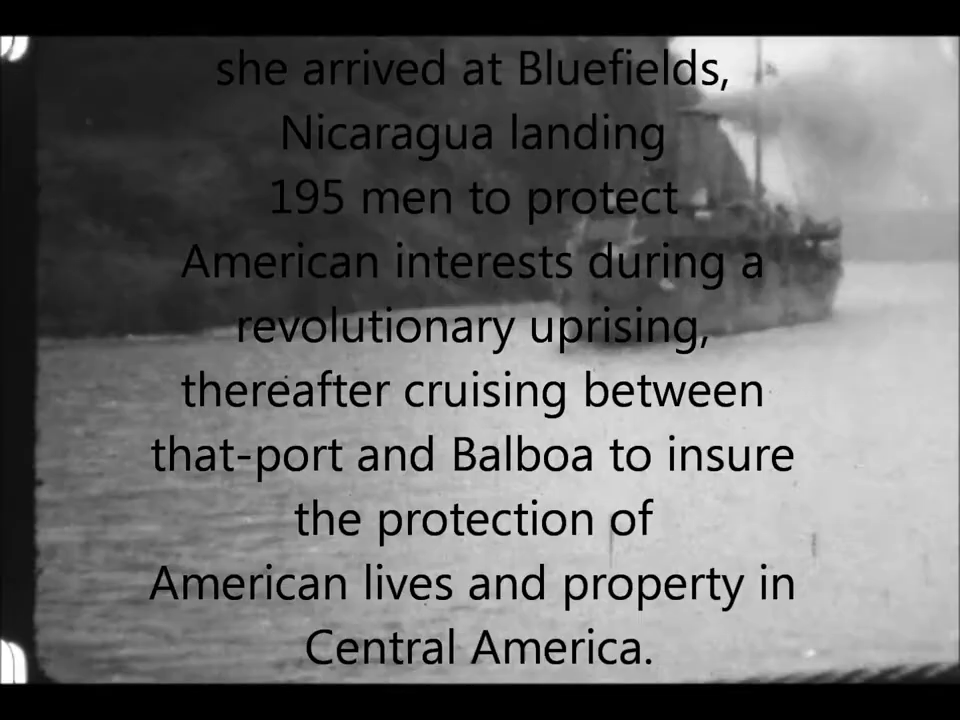 she arrived at Bluefields,
Nicaragua landing
195 men to protect
American interests during a
revolutionary uprising,
thereafter cruising between
that-port and Balboa to insure
the protection of
American lives and property in
Central America.